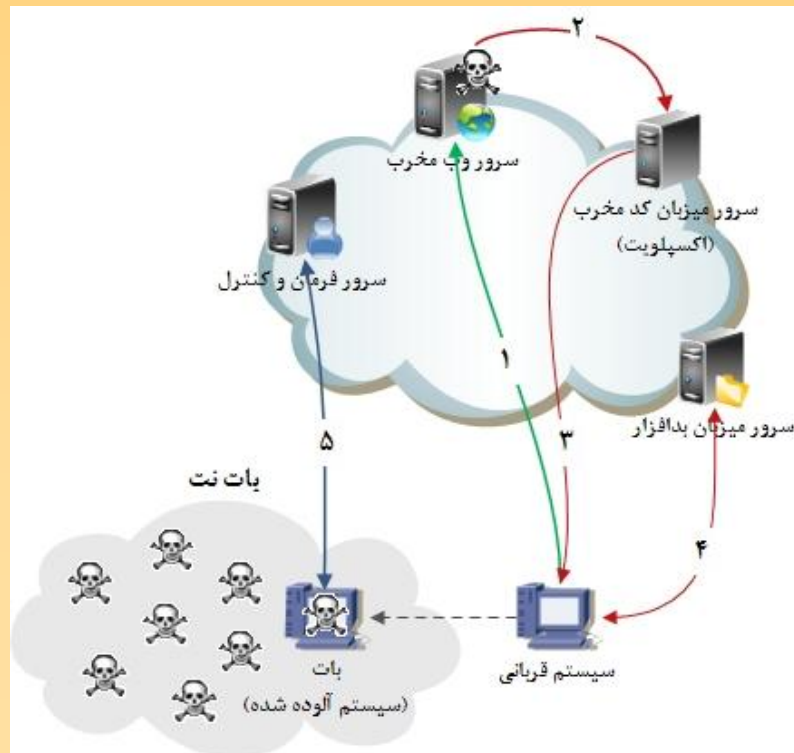 ۲
سرور وب مخرب
سرور میزبان کد مخرب
(اکسپلویت)
سرور فرمان و کنترل
۱
سرور میزبان بدافزار
۳
۵
بات نت
۴
بات
(سیستم آلوده شده)
سیستم قربانی